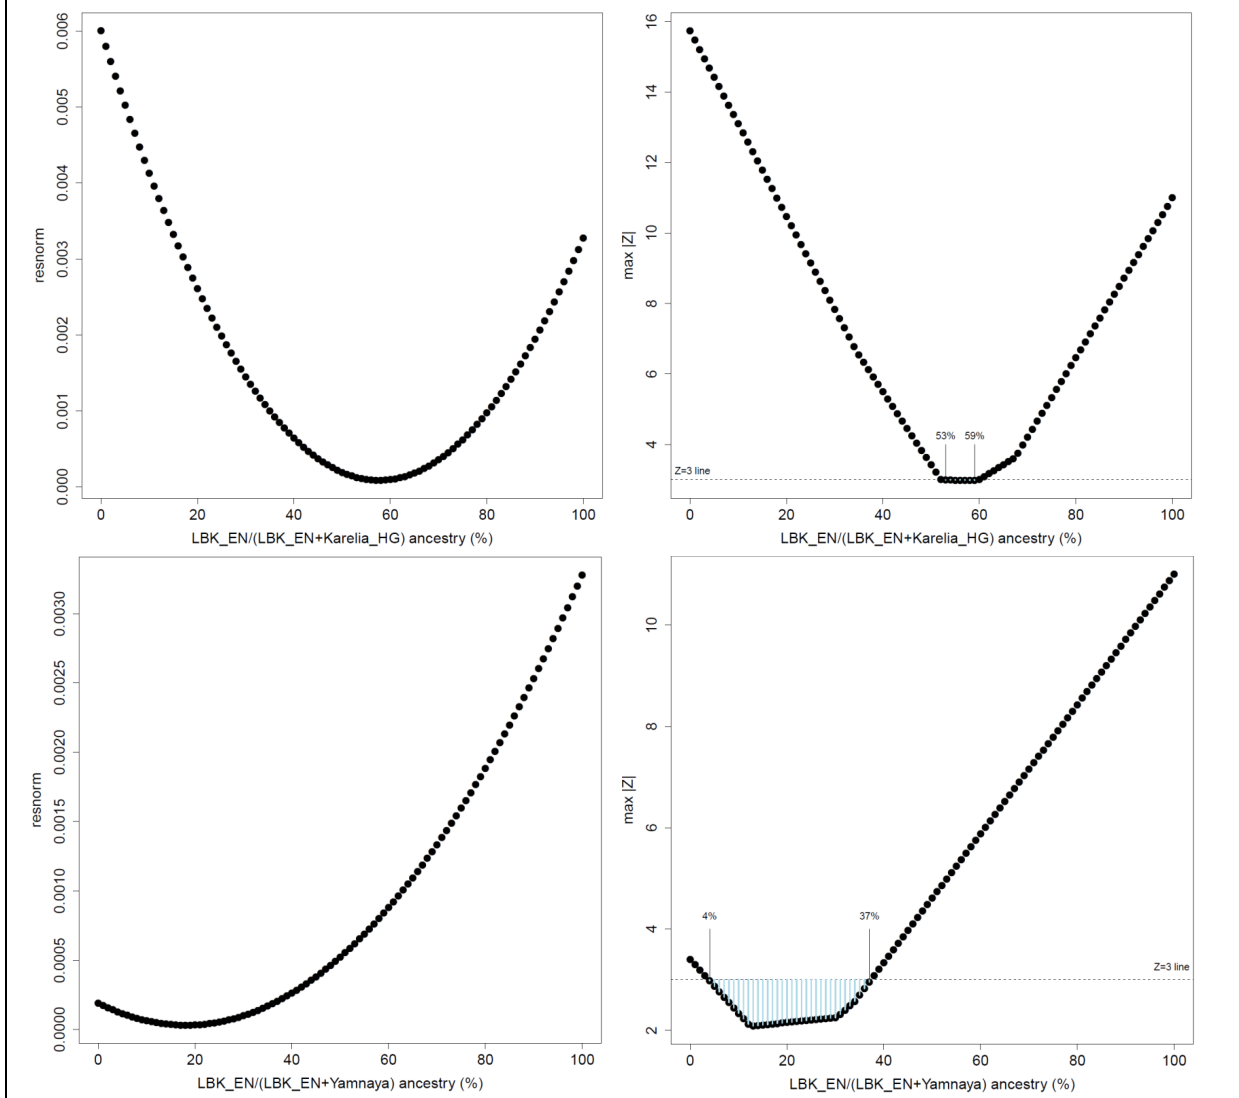 0.006
0.005
0.004
0.003
0.002
0.001
0.000
resnorm
0 20 40 60 80 100
LBK_EN/(LBK_EN+Karelia_HG) ancestry (%)
16
14
12
10
8
6
4
max |Z|
53% 59%
Z=3 line
0 20 40 60 80 100
LBK_EN/(LBK_EN+Karelia_HG) ancestry (%)
0.0030
0.0025
0.0020
0.0015
0.0010
0.0005
0.0000
resnorm
0 20 40 60 80 100
LBK_EN/(LBK_EN+Yamnaya) ancestry (%)
10
8
6
4
2
max |Z|
4% 37%
Z=3 line
0 20 40 60 80 100
LBK_EN/(LBK_EN+Yamnaya) ancestry (%)